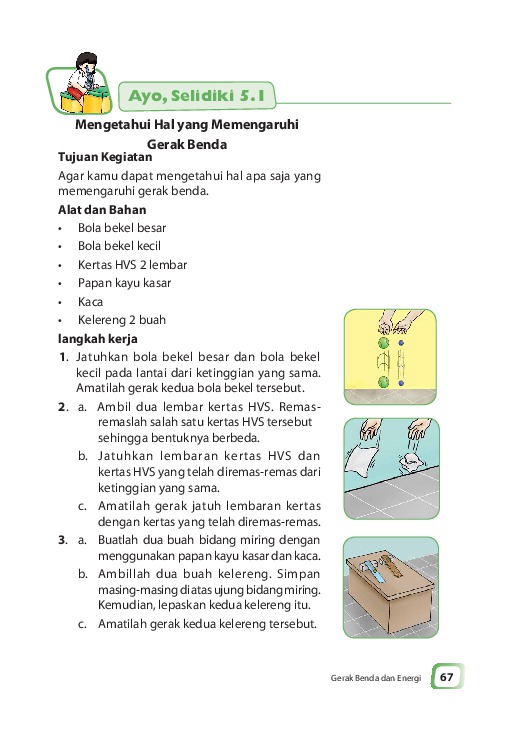 Ayo, Selidiki 5.1
Mengetahui Hal yang Memengaruhi
Gerak Benda
Tujuan Kegiatan
Agar kamu dapat mengetahui hal apa saja yang
memengaruhi gerak benda.
Alat dan Bahan
• Bola bekel besar
• Bola bekel kecil
• Kertas HVS 2 lembar
• Papan kayu kasar
• Kaca
• Kelereng 2 buah
langkah kerja
1. Jatuhkan bola bekel besar dan bola bekel
kecil pada lantai dari ketinggian yang sama.
Amatilah gerak kedua bola bekel tersebut.
2. a. Ambil dua lembar kertas HVS. Remas-
remaslah salah satu kertas HVS tersebut
sehingga bentuknya berbeda.
b. Jatuhkan lembaran kertas HVS dan
kertas HVS yang telah diremas-remas dari
ketinggian yang sama.
c. Amatilah gerak jatuh lembaran kertas
dengan kertas yang telah diremas-remas.
3. a. Buatlah dua buah bidang miring dengan
menggunakan papan kayu kasar dan kaca.
b. Ambillah dua buah kelereng. Simpan
masing-masing diatas ujung bidang miring.
Kemudian, lepaskan kedua kelereng itu.
c. Amatilah gerak kedua kelereng tersebut.
Gerak Benda dan Energi 67